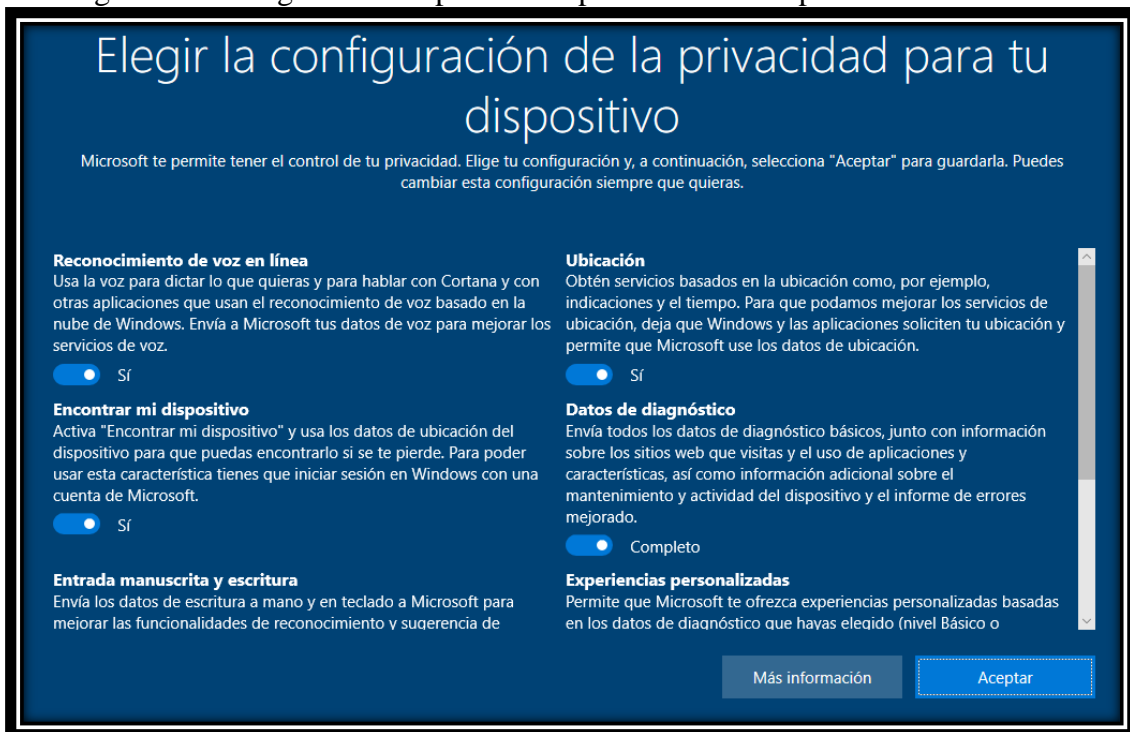 Elegir la configuración de la privacidad para tu
dispositivo
Microsoft te permite tener el control de tu privacidad. Elige tu configuración y, a continuación, selecciona "Aceptar" para guardarla. Puedes
cambiar esta configuración siempre que quieras.
Reconocimiento de voz en línea
Usa la voz para dictar lo que quieras y para hablar con Cortana y con
otras aplicaciones que usan el reconocimiento de voz basado en la
nube de Windows. Envía a Microsoft tus datos de voz para mejorar los
servicios de voz.
Sí
Ubicación
Obtén servicios basados en la ubicación como, por ejemplo,
indicaciones y el tiempo. Para que podamos mejorar los servicios de
ubicación, deja que Windows y las aplicaciones soliciten tu ubicación y
permite que Microsoft use los datos de ubicación.
Sí
Encontrar mi dispositivo
Activa "Encontrar mi dispositivo" y usa los datos de ubicación del
dispositivo para que puedas encontrarlo si se te pierde. Para poder
usar esta característica tienes que iniciar sesión en Windows con una
cuenta de Microsoft.
Sí
Datos de diagnóstico
Envía todos los datos de diagnóstico básicos, junto con información
sobre los sitios web que visitas y el uso de aplicaciones y
características, así como información adicional sobre el
mantenimiento y actividad del dispositivo y el informe de errores
mejorado.
Completo
Entrada manuscrita y escritura
Envía los datos de escritura a mano y en teclado a Microsoft para
mejorar las funcionalidades de reconocimiento y sugerencia de
Experiencias personalizadas
Permite que Microsoft te ofrezca experiencias personalizadas basadas
en los datos de diagnóstico que hayas elegido (nivel Básico o
Más información
Aceptar